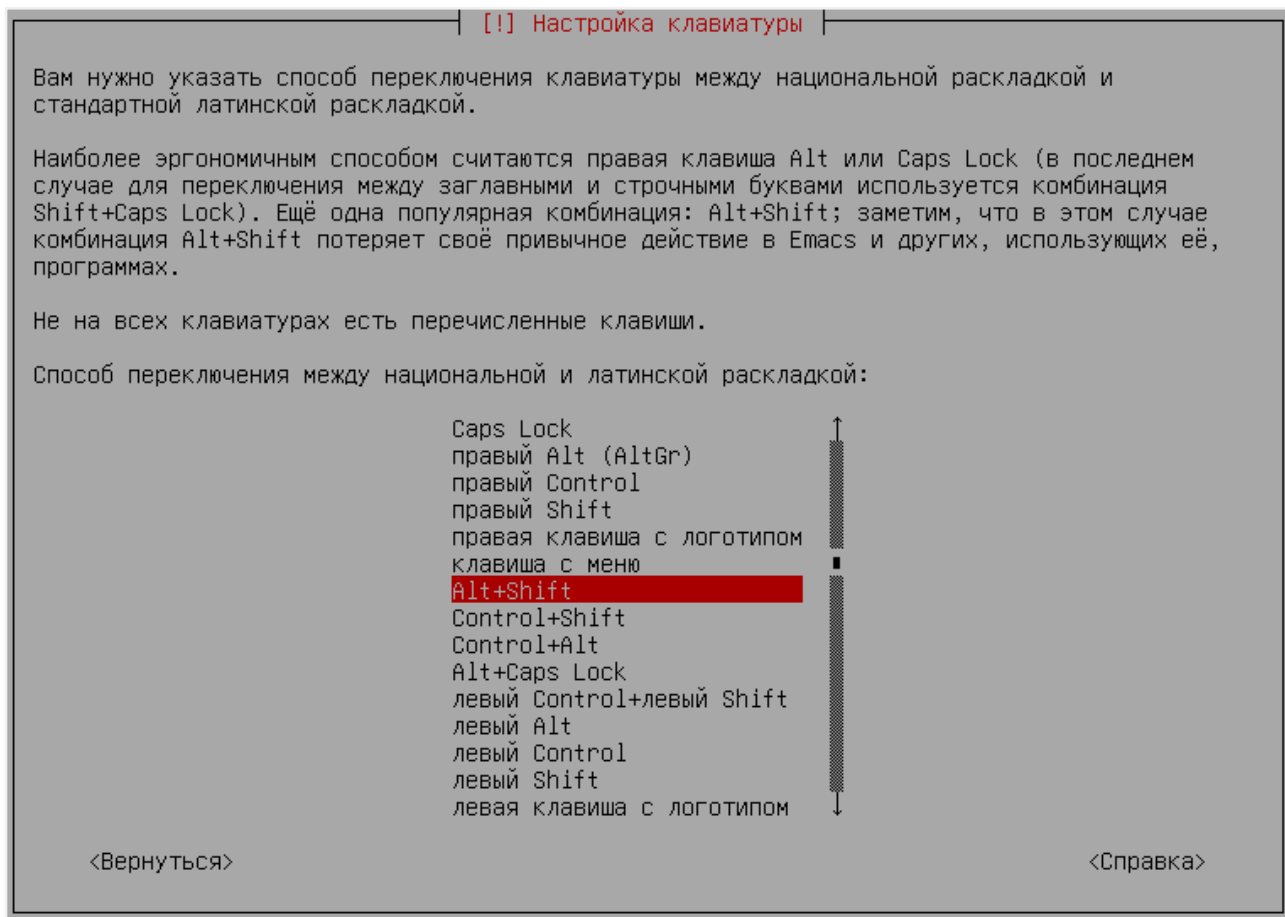 [!] Настройка клавиатуры
Вам нужно указать способ переключения клавиатуры между национальной раскладкой и
стандартной латинской раскладкой.
Наиболее эргономичным способом считаются правая клавиша Alt или Caps Lock (в последнем
случае для переключения между заглавными и строчными буквами используется комбинация
Shift+Caps Lock). Ещё одна популярная комбинация: Alt+Shift; заметим, что в этом случае
комбинация Alt+Shift потеряет своё привычное действие в Emacs и других, использующих её,
программах.
Не на всех клавиатурах есть перечисленные клавиши.
Способ переключения между национальной и латинской раскладкой:
Caps Lock
правый Alt (AltGr)
правый Control
правый Shift
правая клавиша с логотипом
клавиша с меню
Alt+Shift
Control+Shift
Control+Alt
Alt+Caps Lock
левый Control+левый Shift
левый Alt
левый Control
левый Shift
левая клавиша с логотипом
<Вернуться> <Справка>